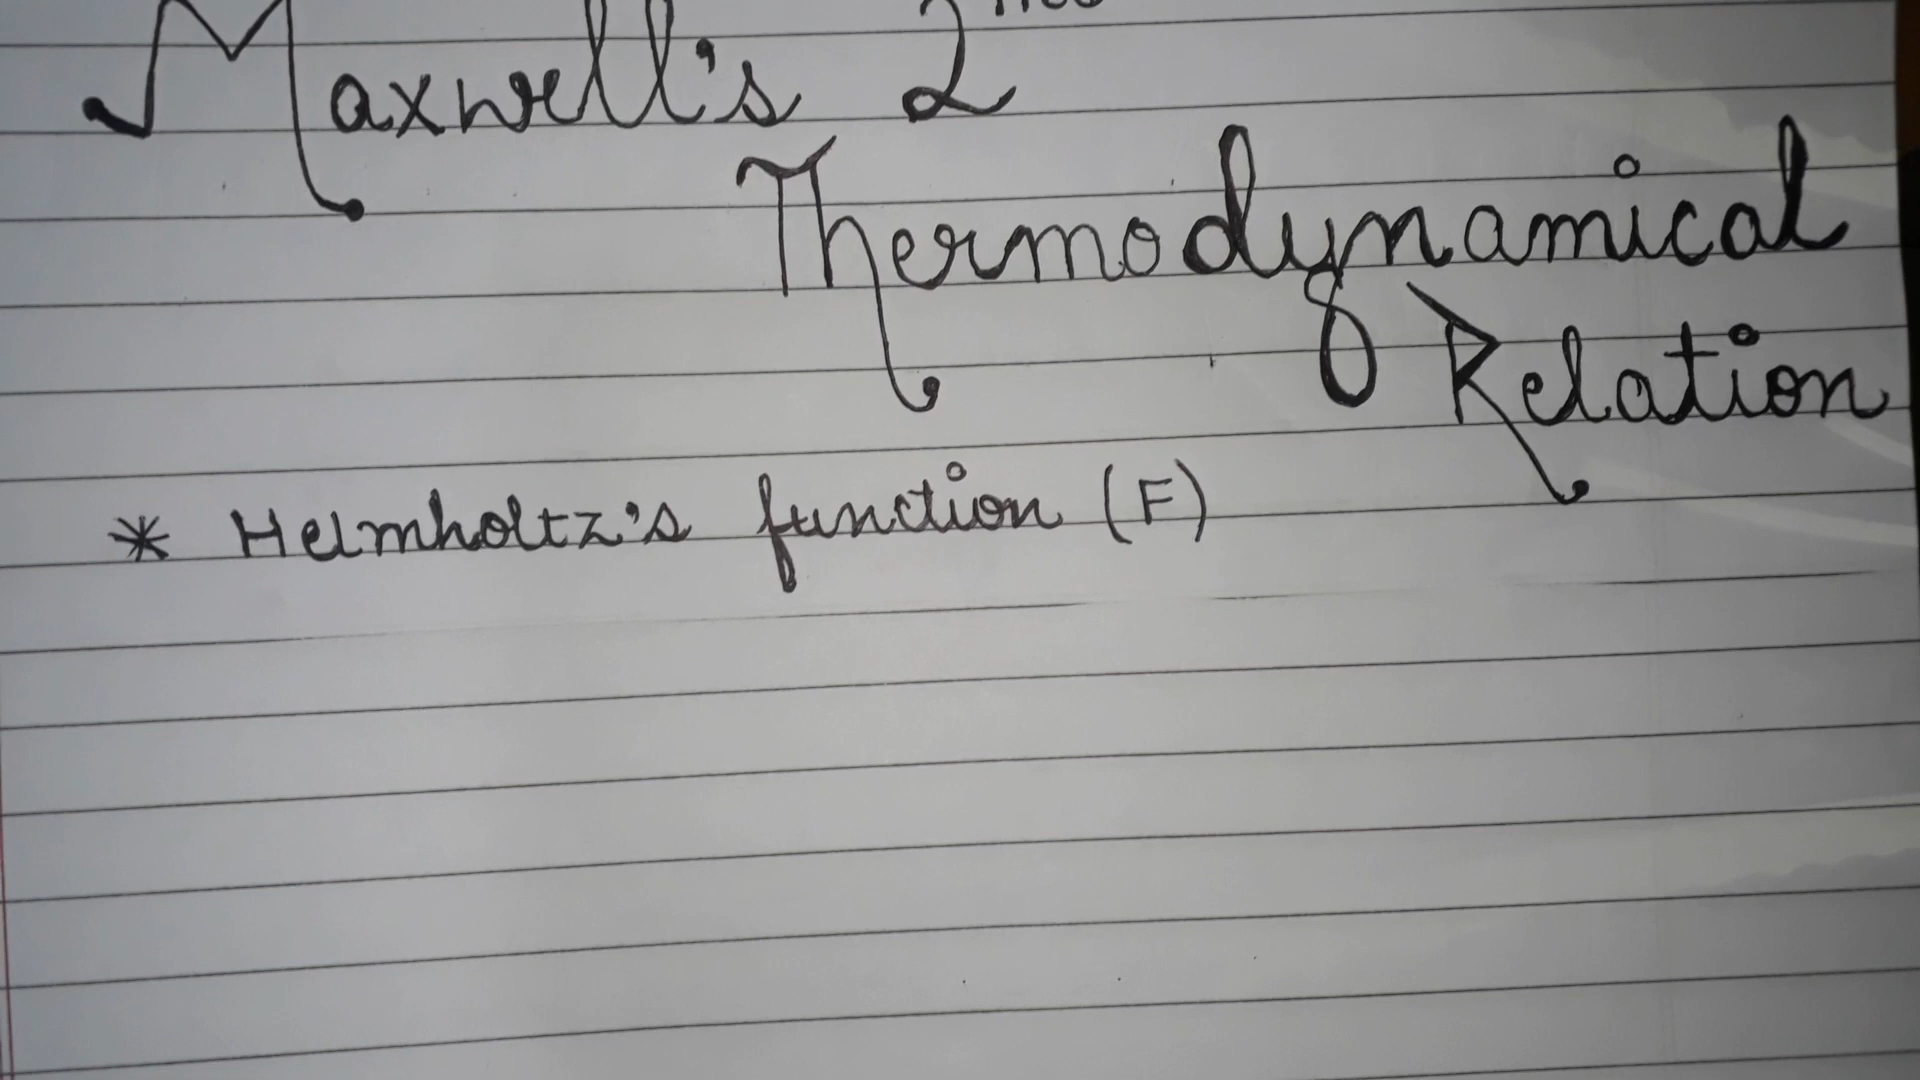 Maxwell's 2
Thermodynamical
Relation
* Helmholtz's function (F)